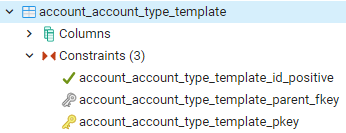 account_account_type_template
Columns
Constraints (3)
account_account_type_template_id_positive
account_account_type_template_parent_fkey
account_account_type_template_pkey